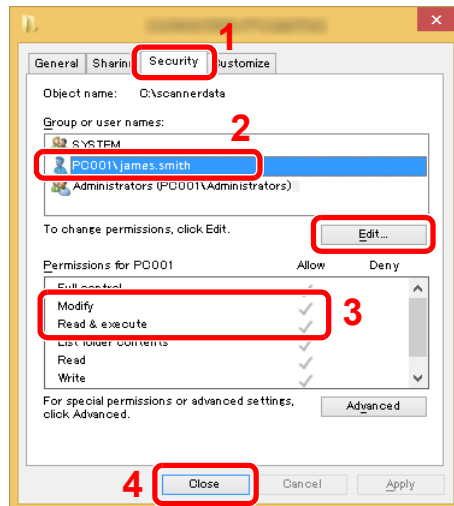 1
General Sharing Security Customize
Object name: C:\scannerdata
Group or user names:
2
SYSTEM
PC001\james.smith
Administrators (PC001\Administrators)
To change permissions, click Edit.
Edit...
Permissions for PC001 Allow Deny
Full control
Modify
3
Read & execute
List folder contents
Read
Write
For special permissions or advanced settings, click Advanced.
Advanced
4
Close Cancel Apply